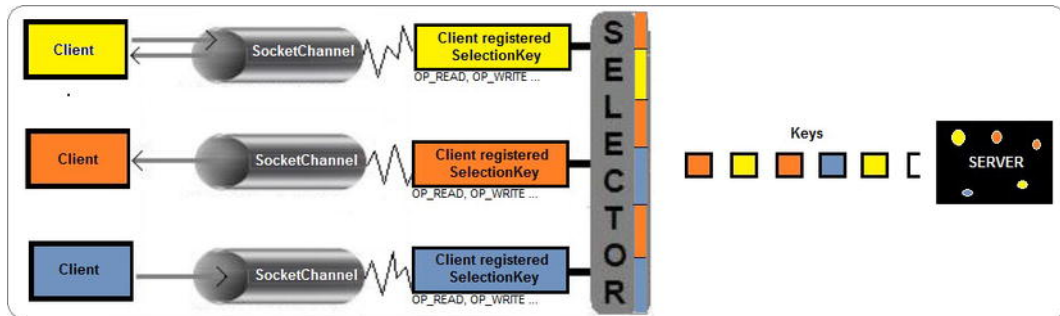 Client
SocketChannel
Client registered
SelectionKey
OP_READ, OP_WRITE ...
Client
SocketChannel
Client registered
SelectionKey
OP_READ, OP_WRITE ...
Client
SocketChannel
Client registered
SelectionKey
OP_READ, OP_WRITE ...
SELECTOR
Keys
SERVER